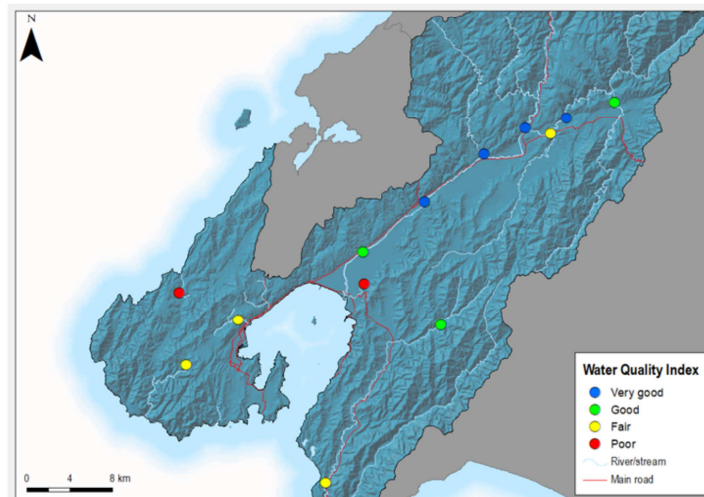 N
Water Quality Index
Very good
Good
Fair
Poor
River/stream
Main road
0 4 8 km